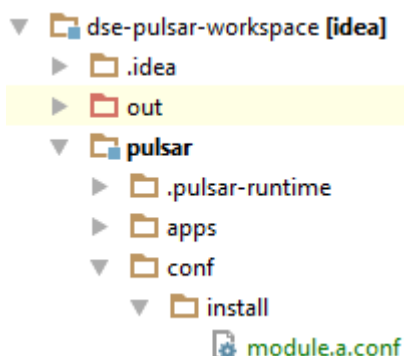 dse-pulsar-workspace [idea]
.idea
out
pulsar
.pulsar-runtime
apps
conf
install
module.a.conf